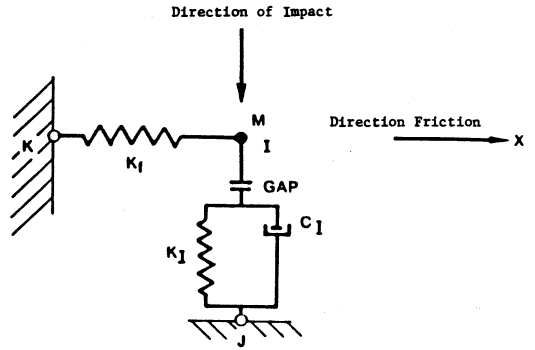 Direction of Impact
M
Direction Friction
X
K
I
Kf
GAP
CI
KI
J